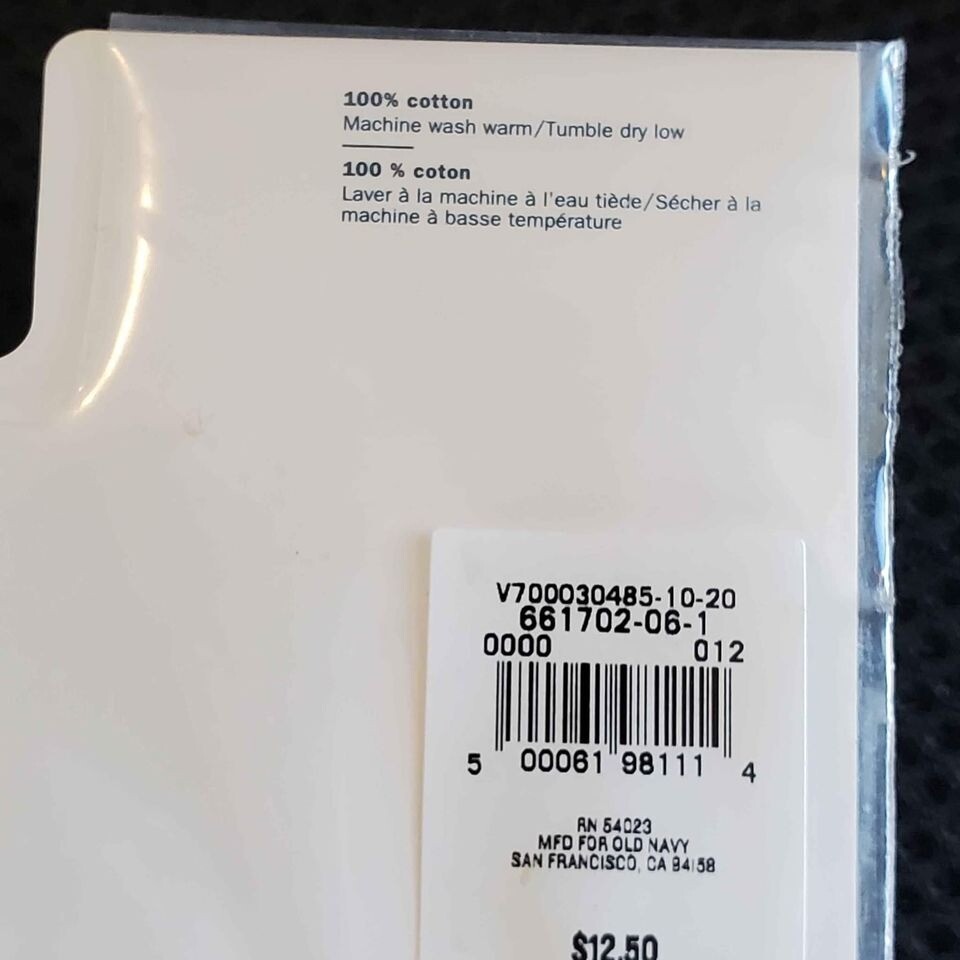 100% cotton
Machine wash warm/Tumble dry low
100 % coton
Laver à la machine à l'eau tiède/Sécher à la
machine à basse température
V700030485-10-20
661702-06-1
0000 012
5 00061 98111 4
RN 54023
MFD FOR OLD NAVY
SAN FRANCISCO, CA 94158
$12.50